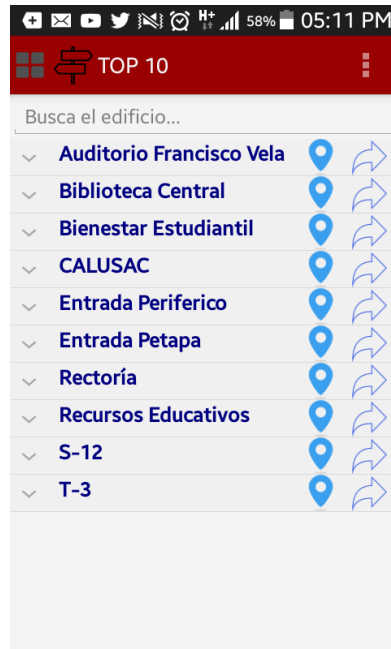 H+ 58% 05:11 PM
TOP 10
Busca el edificio...
Auditorio Francisco Vela
Biblioteca Central
Bienestar Estudiantil
CALUSAC
Entrada Periferico
Entrada Petapa
Rectoría
Recursos Educativos
S-12
T-3